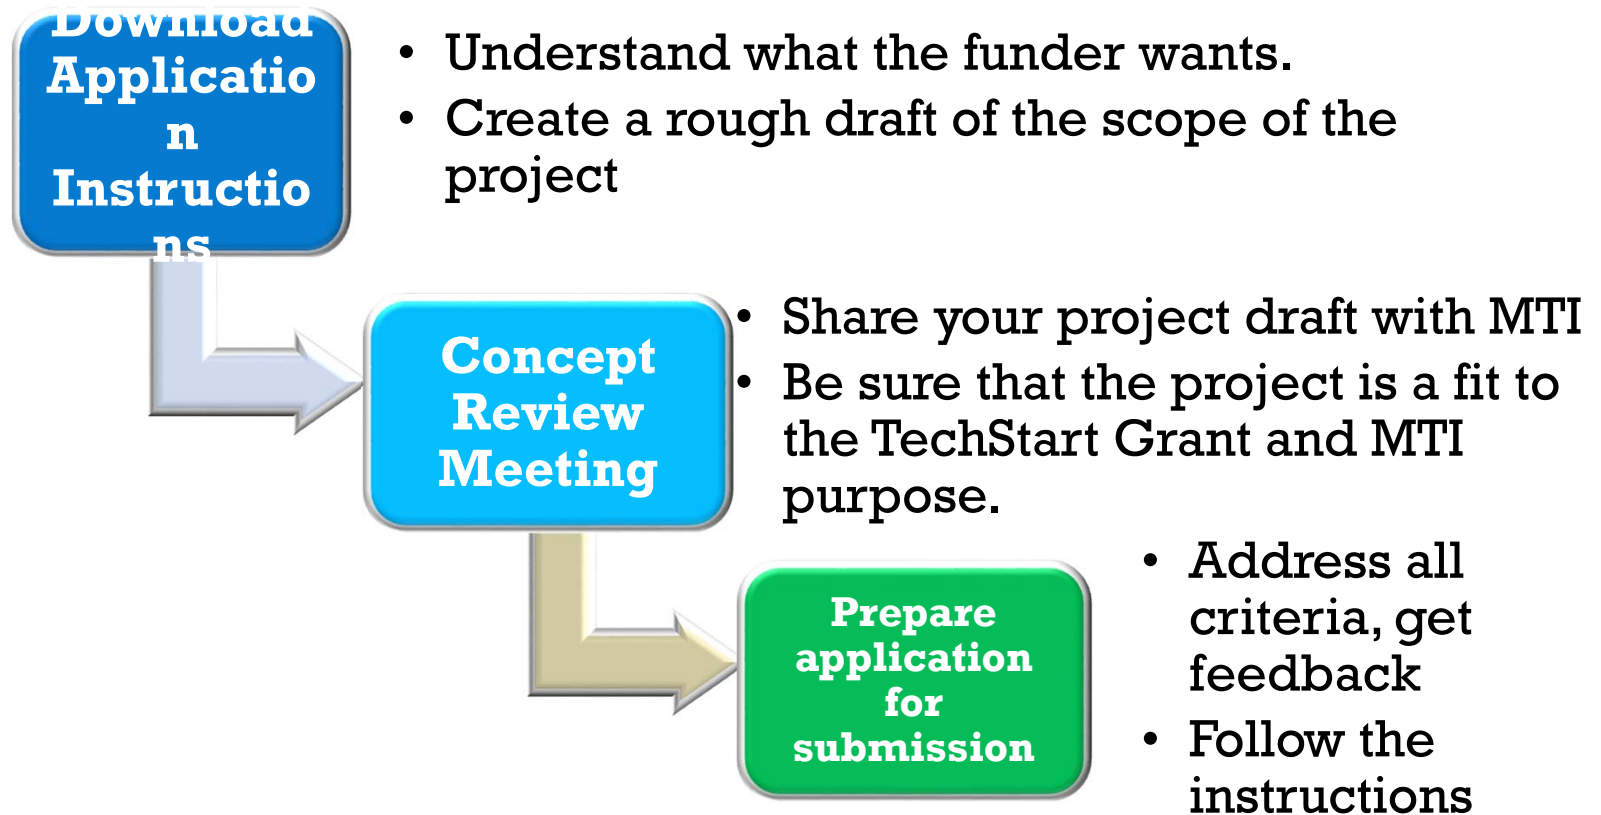 Download
Applicatio
n
Instructio
ns
• Understand what the funder wants.
• Create a rough draft of the scope of the
project
Concept
Review
Meeting
• Share your project draft with MTI
• Be sure that the project is a fit to
the TechStart Grant and MTI
purpose.
Prepare
application
for
submission
• Address all
criteria, get
feedback
• Follow the
instructions